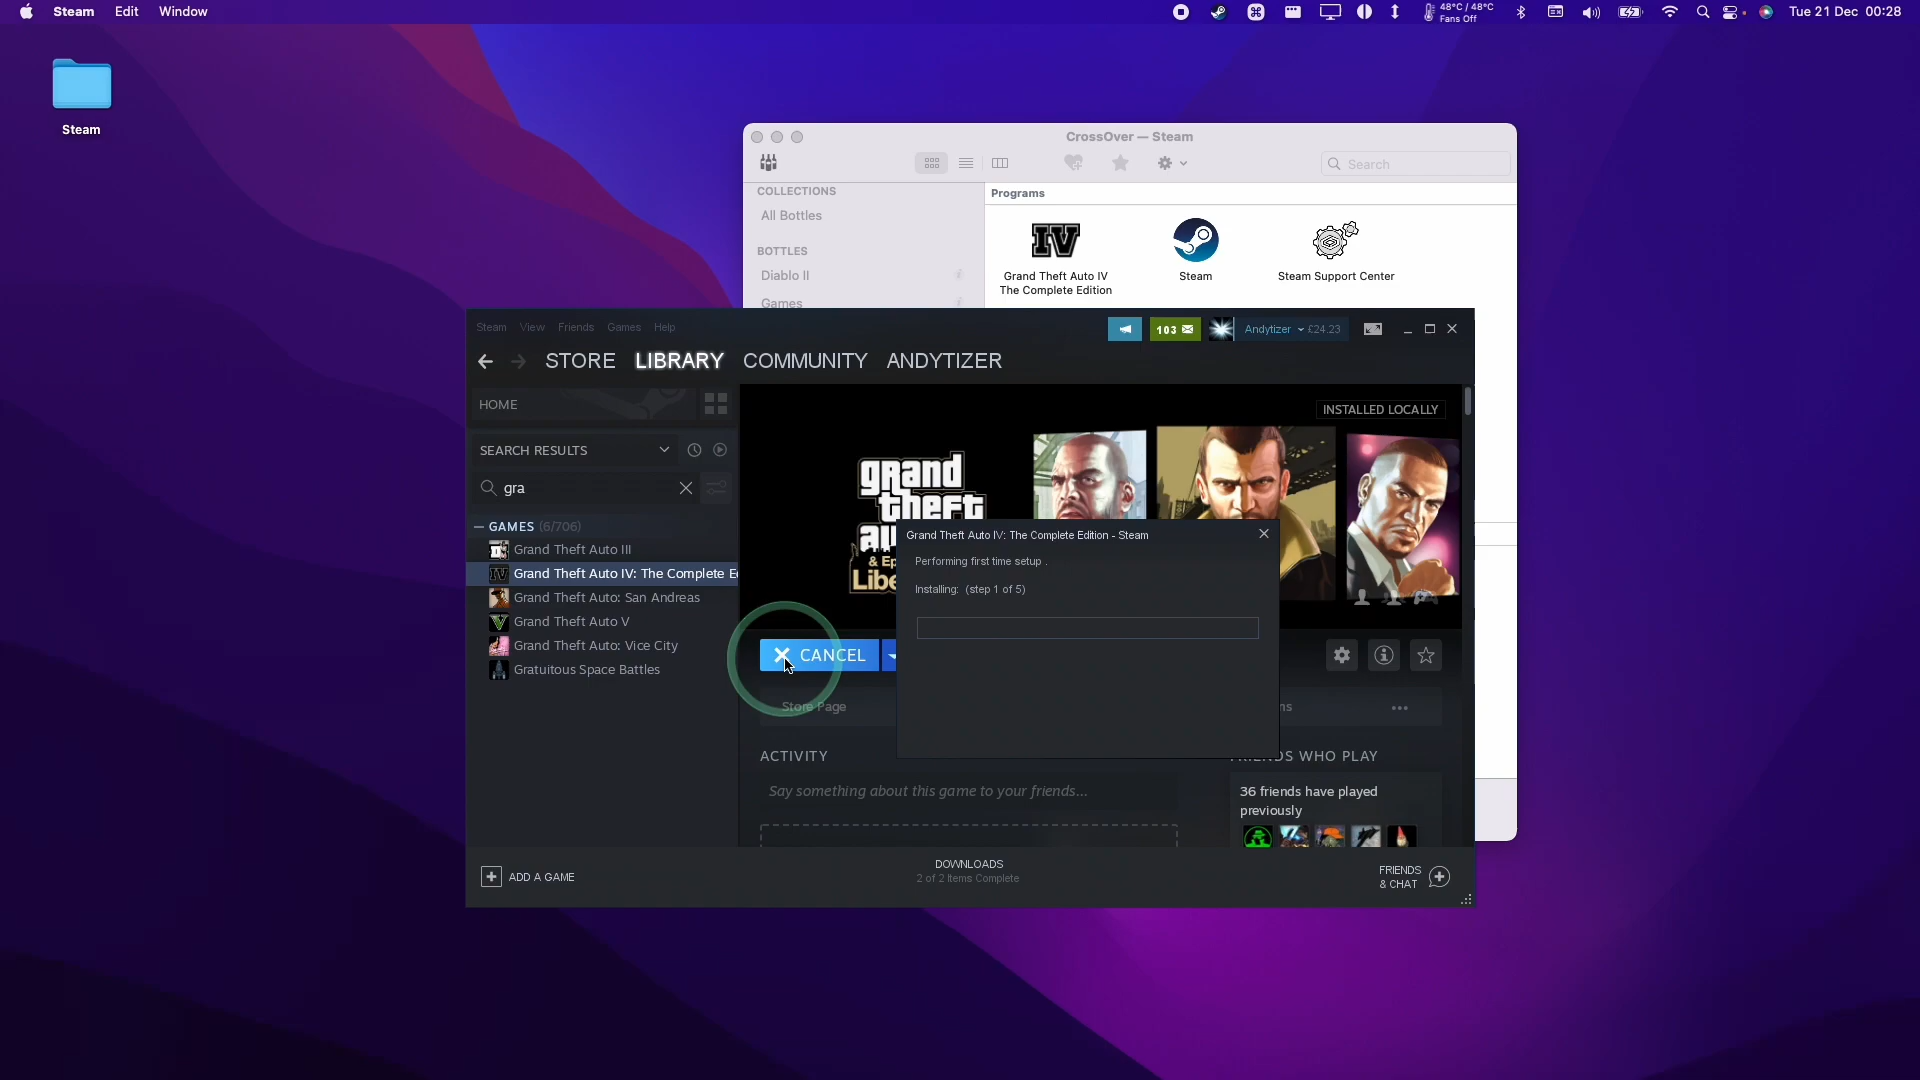 Steam Edit Window
48°C / 48°C
Fans Off
Tue 21 Dec 00:28
Steam
CrossOver — Steam
Search
COLLECTIONS
All Bottles
BOTTLES
Diablo II
Games
Programs
IV
Grand Theft Auto IV
The Complete Edition
Steam
Steam Support Center
Steam View Friends Games Help
103
Andytizer £24.23
STORE LIBRARY COMMUNITY ANDYTIZER
HOME
SEARCH RESULTS
gra
GAMES (6/706)
Grand Theft Auto III
Grand Theft Auto IV: The Complete E
Grand Theft Auto: San Andreas
Grand Theft Auto V
Grand Theft Auto: Vice City
Gratuitous Space Battles
INSTALLED LOCALLY
grand
theft
Grand Theft Auto IV: The Complete Edition - Steam
Performing first time setup .
Installing: (step 1 of 5)
CANCEL
Store Page
ACTIVITY
Say something about this game to your friends...
DS WHO PLAY
36 friends have played
previously
ADD A GAME
DOWNLOADS
2 of 2 Items Complete
FRIENDS
& CHAT